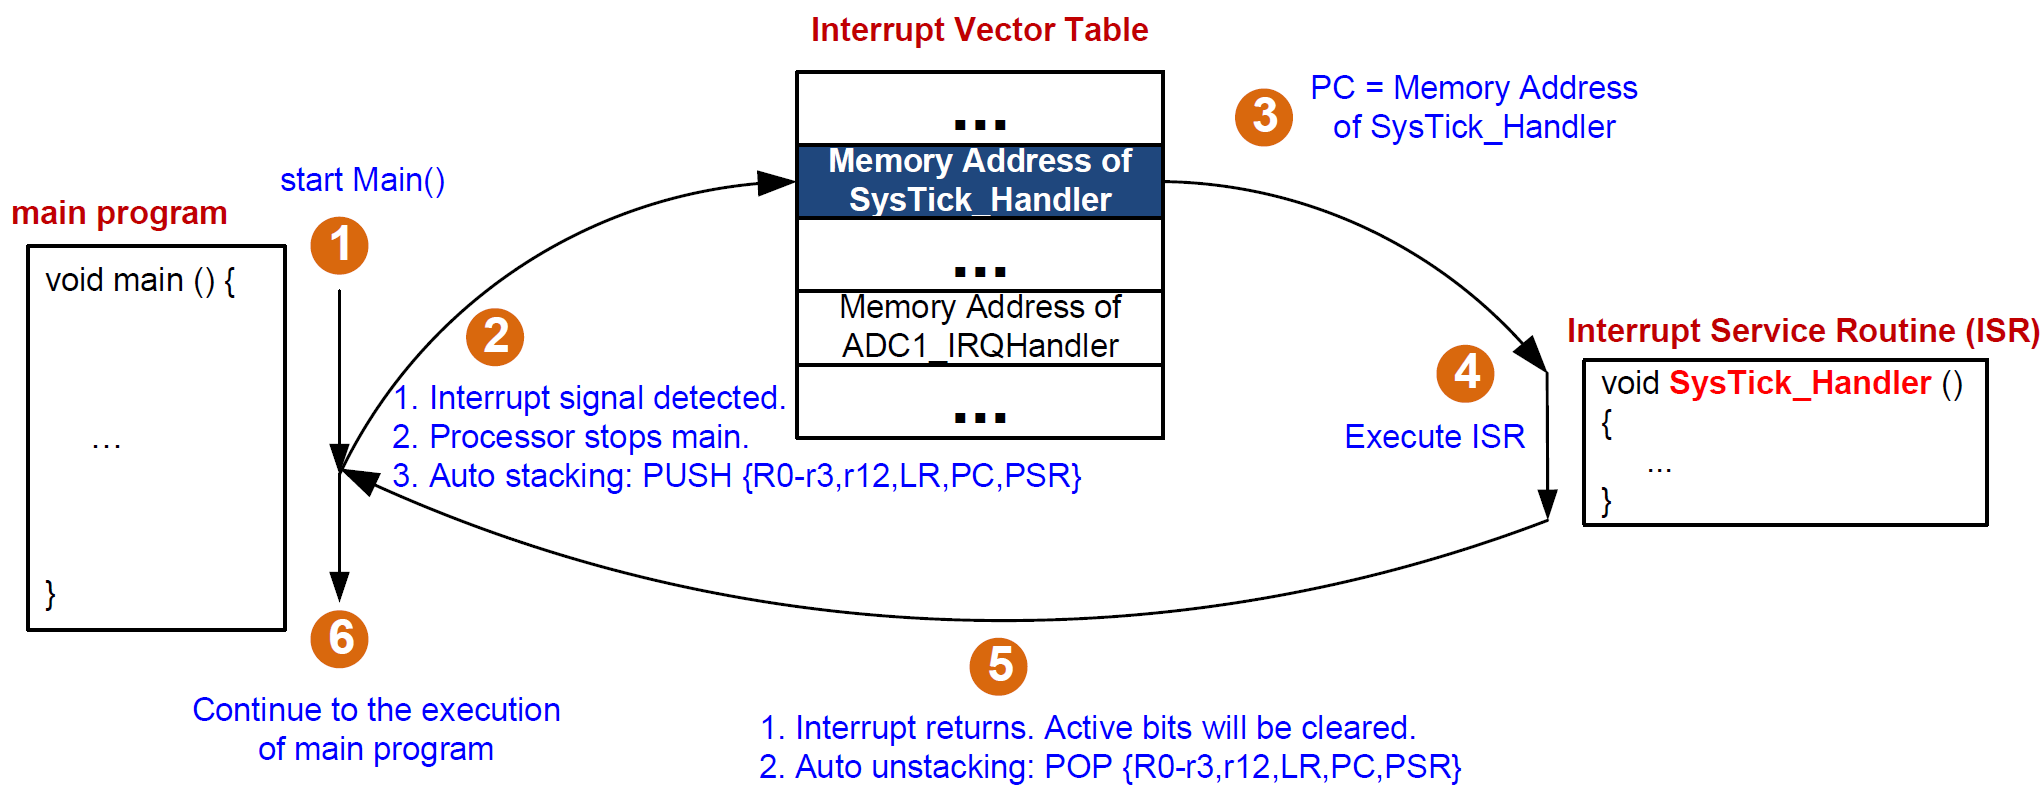 Interrupt Vector Table
...
Memory Address of
SysTick_Handler
...
Memory Address of
ADC1_IRQHandler
...
3
PC = Memory Address
of SysTick_Handler
start Main()
main program
1
void main () {
...
}
2
1. Interrupt signal detected.
2. Processor stops main.
3. Auto stacking: PUSH {R0-r3,r12,LR,PC,PSR}
Interrupt Service Routine (ISR)
4
Execute ISR
void SysTick_Handler ()
{
...
}
5
1. Interrupt returns. Active bits will be cleared.
2. Auto unstacking: POP {R0-r3,r12,LR,PC,PSR}
6
Continue to the execution
of main program